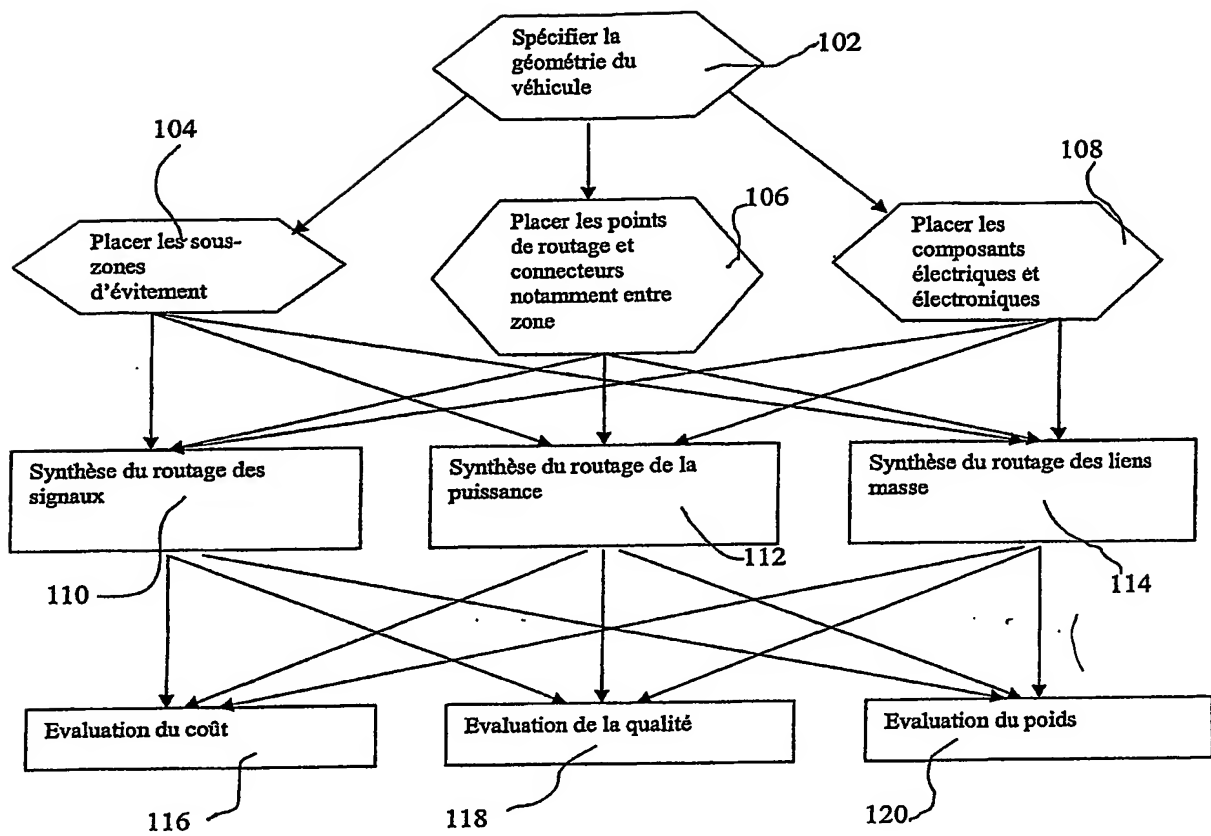 Spécifier la
géométrie du
véhicule
102
104
Placer les sous-
zones
d'évitement
106
Placer les points
de routage et
connecteurs
notamment entre
zone
108
Placer les
composants
électriques et
électroniques
Synthèse du routage des
signaux
110
Synthèse du routage de la
puissance
112
Synthèse du routage des liens
masse
114
Evaluation du coût
116
Evaluation de la qualité
118
Evaluation du poids
120